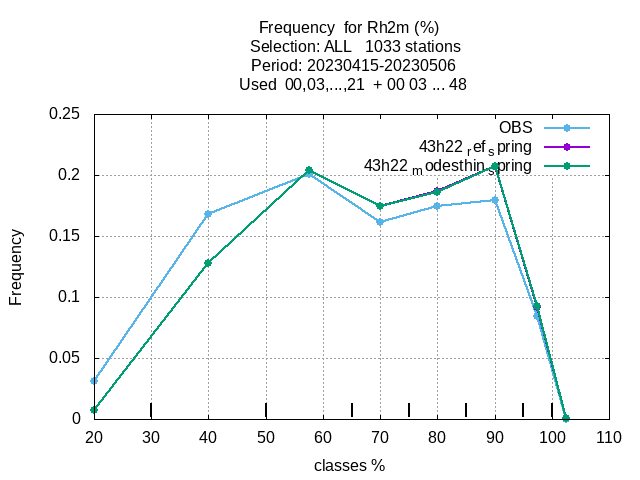 Frequency  for Rh2m (%)
Selection: ALL   1033 stations
Period: 20230415-20230506
Used  00,03,...,21  + 00 03 ... 48
OBS
43h22 ref spring
43h22 modesthin spring
0.25
0.2
0.15
0.1
0.05
0
Frequency
20 30 40 50 60 70 80 90 100 110
classes %